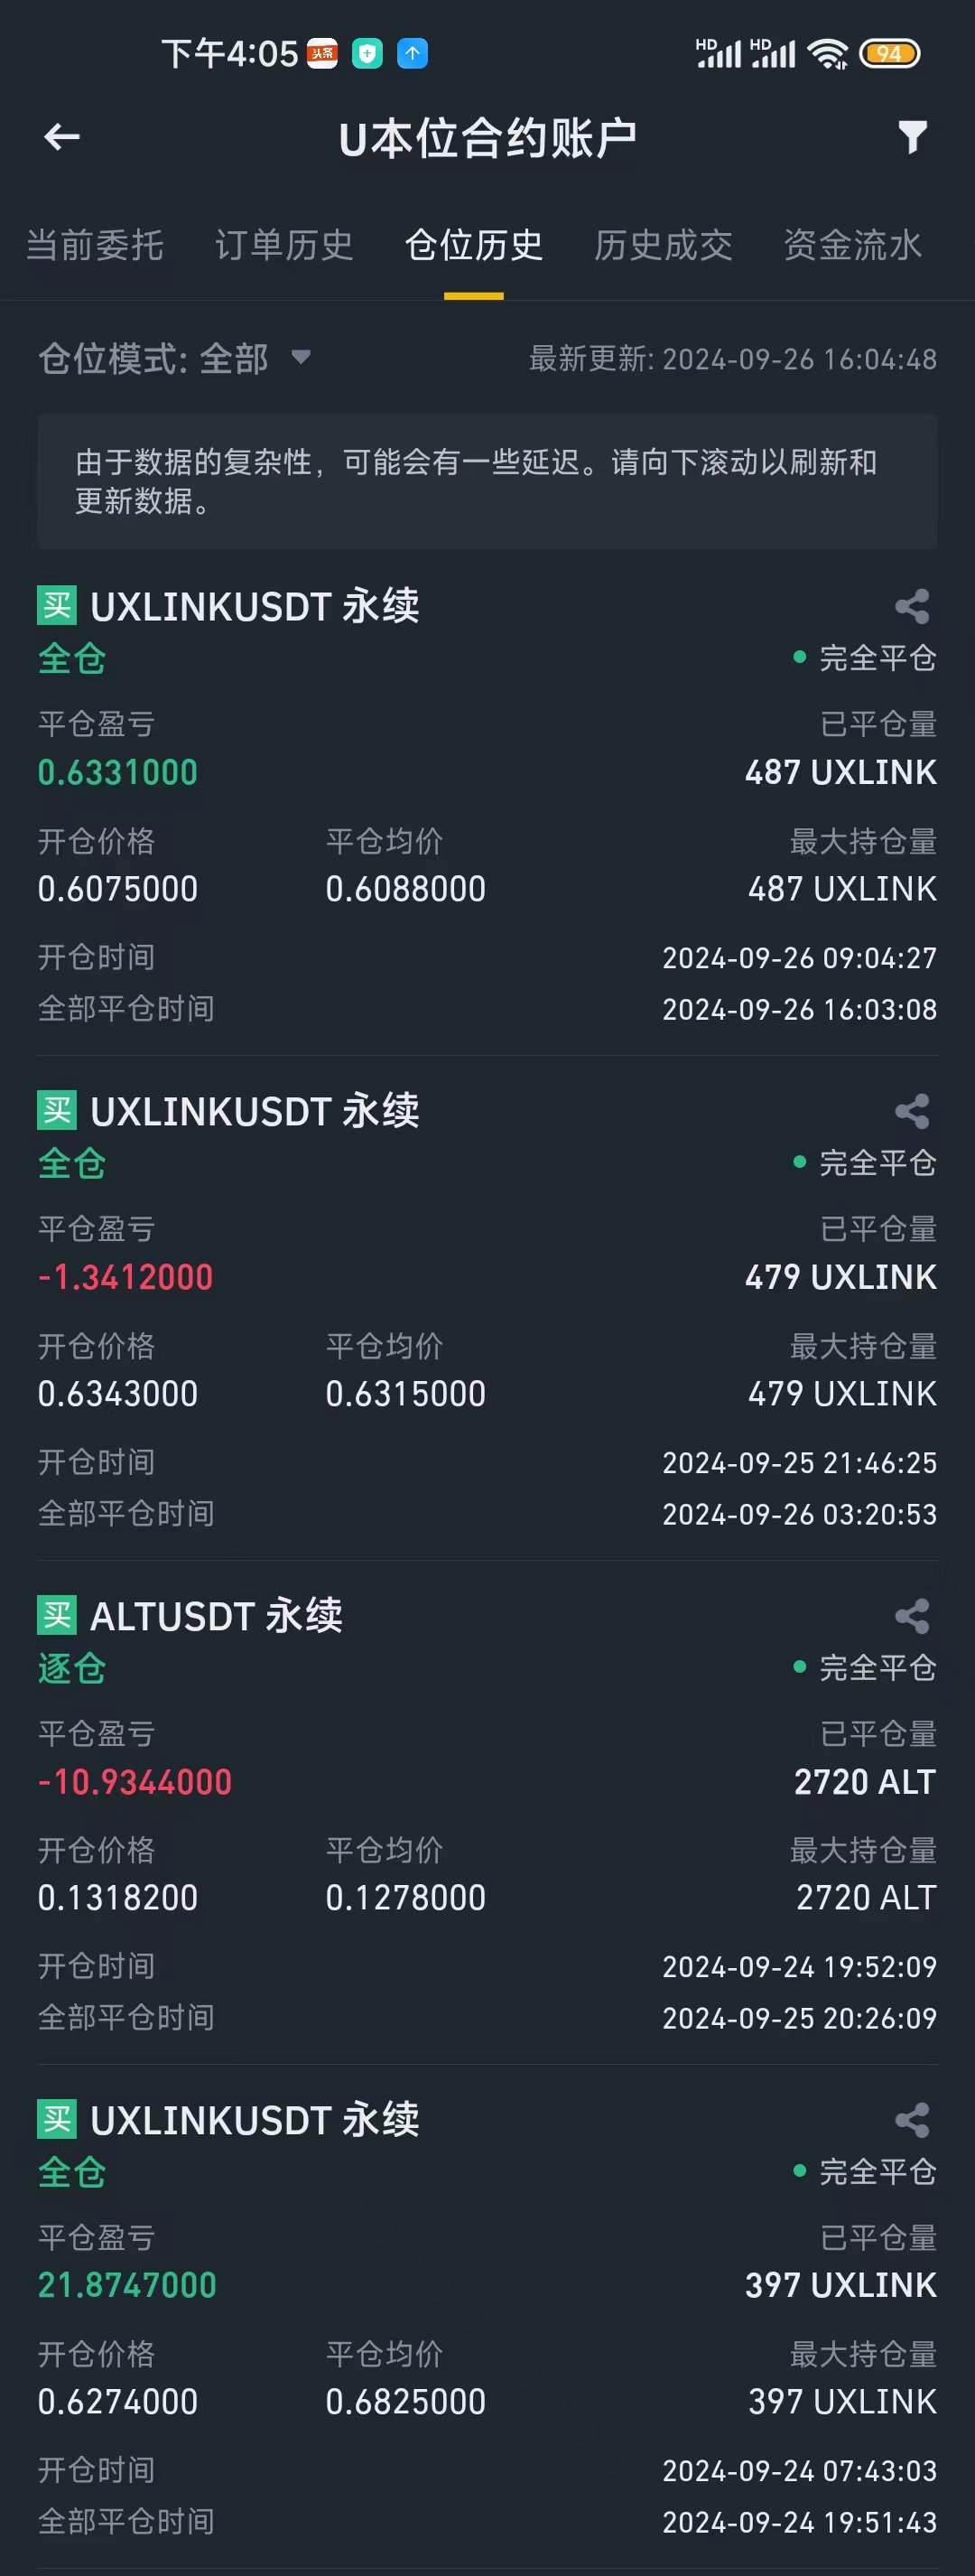 下午4:05 头条 HD HD 94
U本位合约账户
当前委托 订单历史 仓位历史 历史成交 资金流水
仓位模式: 全部 最新更新: 2024-09-26 16:04:48
由于数据的复杂性，可能会有一些延迟。请向下滚动以刷新和
更新数据。
买 UXLINKUSDT 永续
全仓 完全平仓
平仓盈亏 已平仓量
0.6331000 487 UXLINK
开仓价格 平仓均价 最大持仓量
0.6075000 0.6088000 487 UXLINK
开仓时间 2024-09-26 09:04:27
全部平仓时间 2024-09-26 16:03:08
买 UXLINKUSDT 永续
全仓 完全平仓
平仓盈亏 已平仓量
-1.3412000 479 UXLINK
开仓价格 平仓均价 最大持仓量
0.6343000 0.6315000 479 UXLINK
开仓时间 2024-09-25 21:46:25
全部平仓时间 2024-09-26 03:20:53
买 ALTUSDT 永续
逐仓 完全平仓
平仓盈亏 已平仓量
-10.9344000 2720 ALT
开仓价格 平仓均价 最大持仓量
0.1318200 0.1278000 2720 ALT
开仓时间 2024-09-24 19:52:09
全部平仓时间 2024-09-25 20:26:09
买 UXLINKUSDT 永续
全仓 完全平仓
平仓盈亏 已平仓量
21.8747000 397 UXLINK
开仓价格 平仓均价 最大持仓量
0.6274000 0.6825000 397 UXLINK
开仓时间 2024-09-24 07:43:03
全部平仓时间 2024-09-24 19:51:43